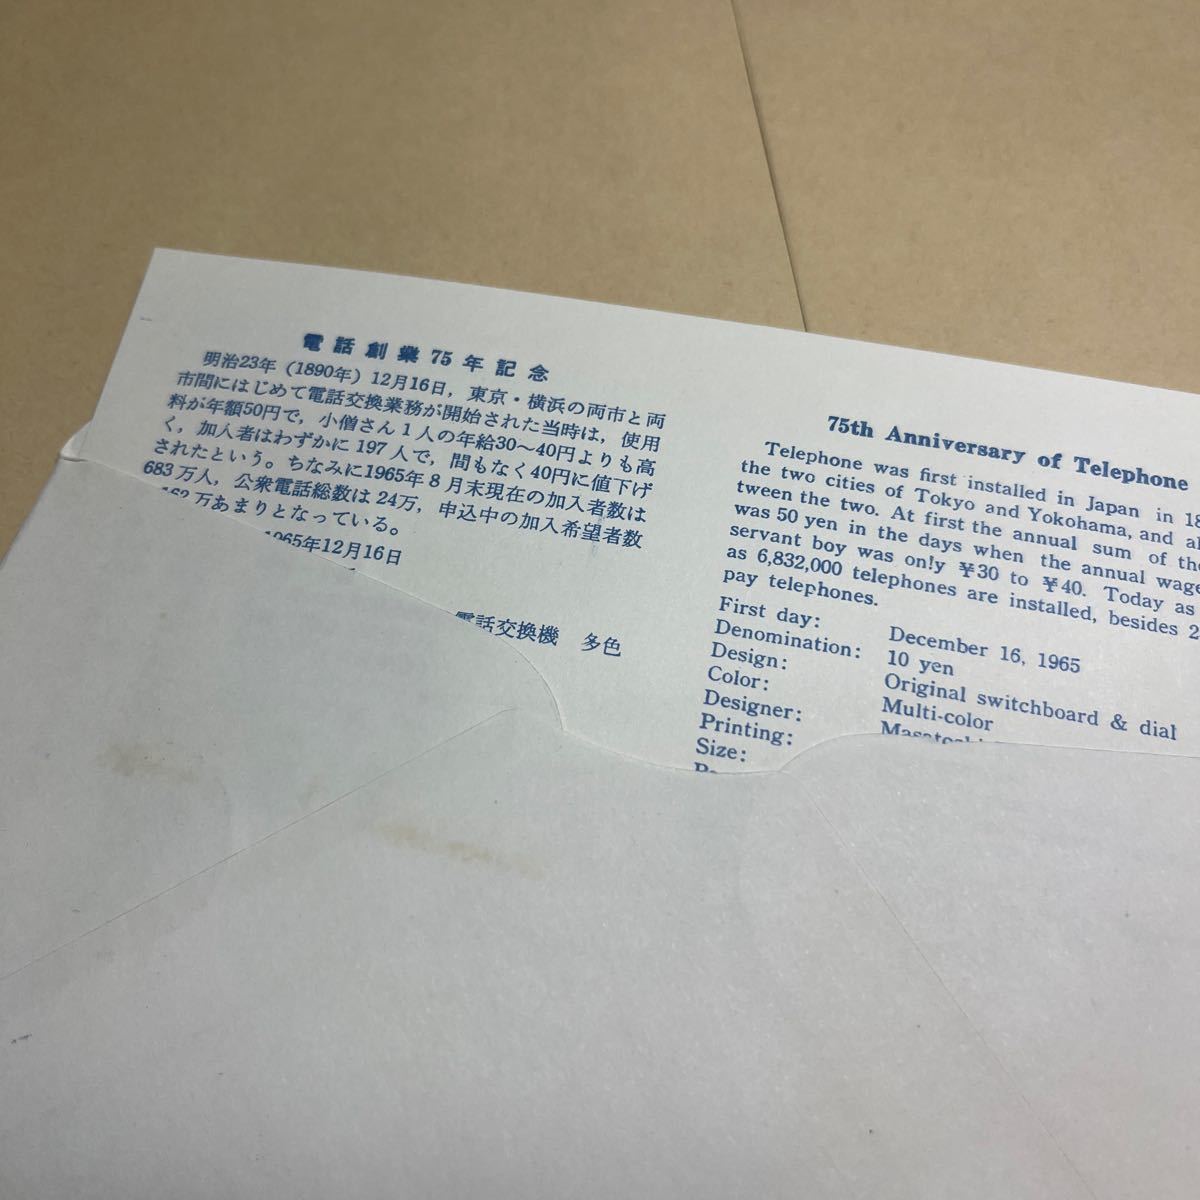 電話創業75年記念
明治23年(1890年)12月16日,東京・横浜の両市と両
市間にはじめて電話交換業務が開始された当時は,使用
料が年額50円で,小僧さん1人の年給30〜40円よりも高
く,加入者はわずかに197人で,間もなく40円に値下げ
されたという。ちなみに1965年8月末現在の加入者数は
683万人,公衆電話総数は24万,申込中の加入希望者数
万あまりとなっている。
1965年12月16日
電話交換機 多色
75th Anniversary of Telephone
Telephone was first installed in Japan in 18
the two cities of Tokyo and Yokohama, and al
tween the two. At first the annual sum of the
was 50 yen in the days when the annual wage
servant boy was only ¥30 to ¥40. Today as
as 6,832,000 telephones are installed, besides 2
pay telephones.
First day: December 16, 1965
Denomination: 10 yen
Design: Original switchboard & dial
Color: Multi-color
Designer:
Printing:
Size: